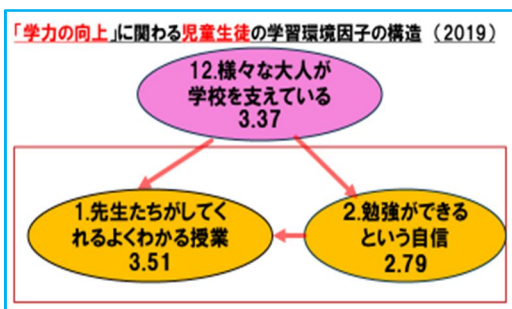 「学力の向上」に関わる児童生徒の学習環境因子の構造 (2019)
12.様々な大人が
学校を支えている
3.37
1.先生たちがしてく
れるよくわかる授業
3.51
2.勉強ができる
という自信
2.79